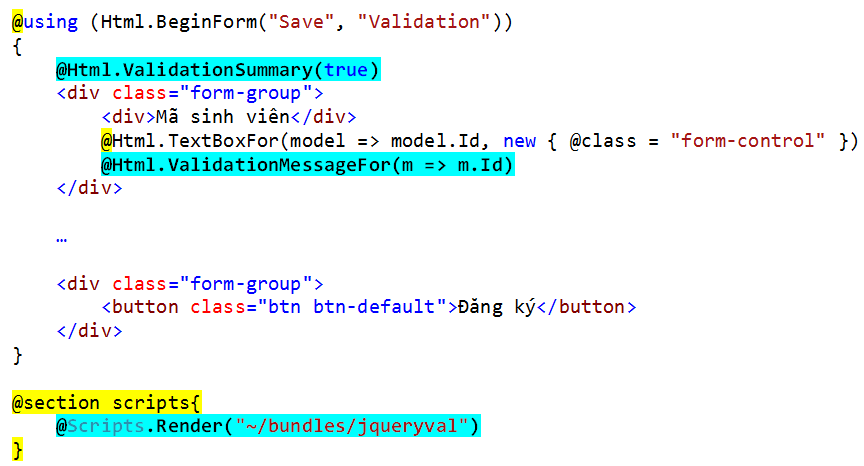 @using (Html.BeginForm("Save", "Validation"))
{
@Html.ValidationSummary(true)
<div class="form-group">
<div>Mã sinh viên</div>
@Html.TextBoxFor(model => model.Id, new { @class = "form-control" })
@Html.ValidationMessageFor(m => m.Id)
</div>
…
<div class="form-group">
<button class="btn btn-default">Đăng ký</button>
</div>
}
@section scripts{
@Scripts.Render("~/bundles/jqueryval")
}